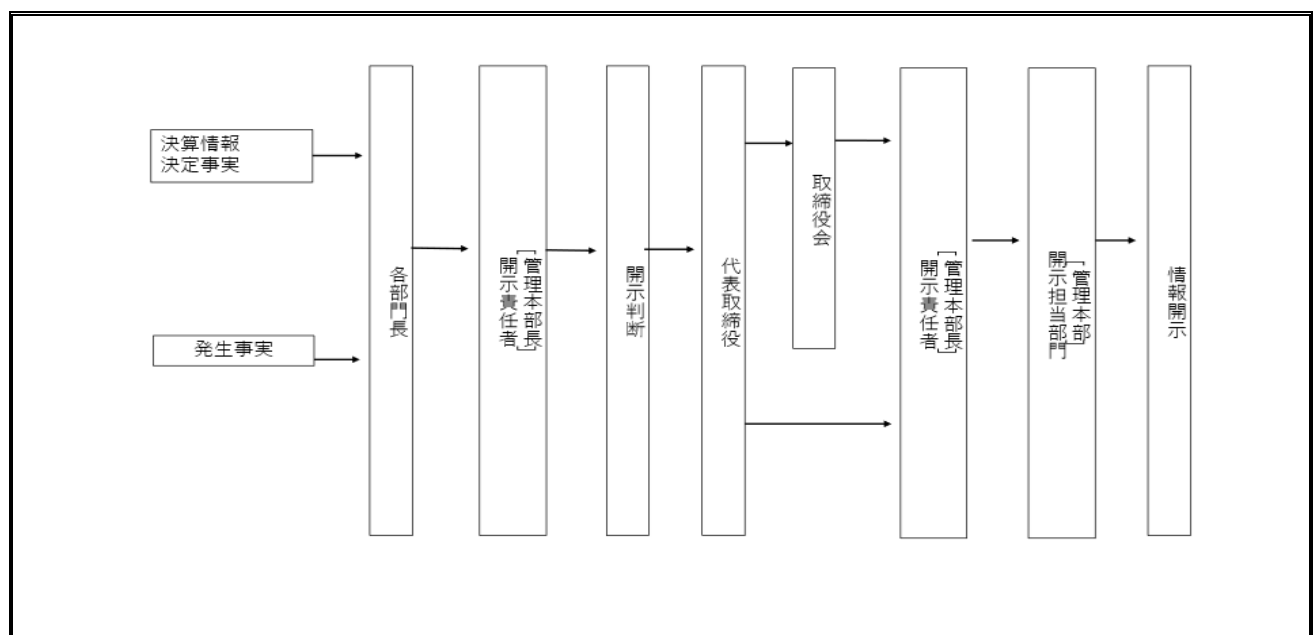 決算情報
決定事実
発生事実
各部門長
開示責任者
[管理本部長]
開示判断
代表取締役
取締役会
開示責任者
[管理本部長]
開示担当部門
[管理本部]
情報開示